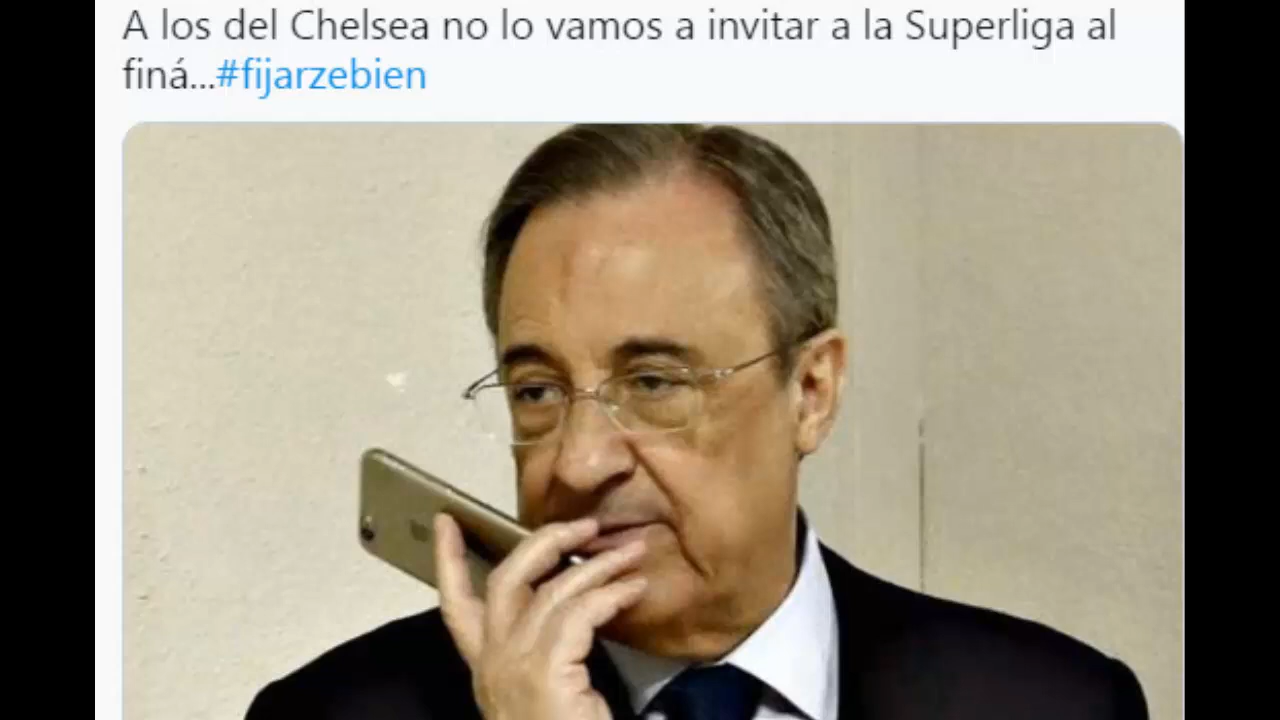 A los del Chelsea no lo vamos a invitar a la Superliga al
finá...#fijarzebien